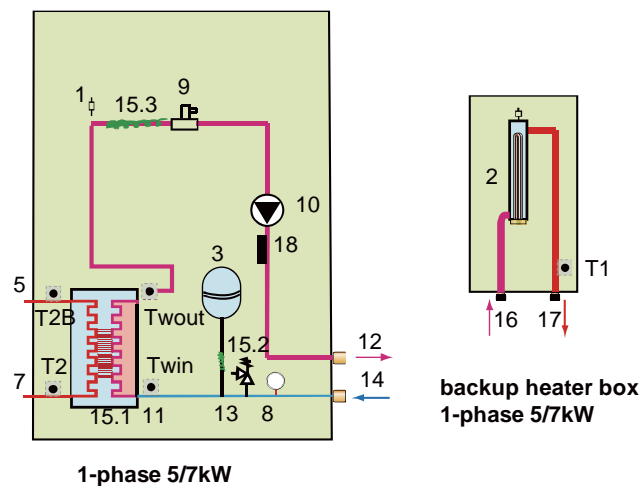 1
15.3
9
10
3
18
5
T2B
Twout
T2
Twin
15.2
7
15.1
11
13
8
12
14
1-phase 5/7kW
2
T1
16
17
backup heater box
1-phase 5/7kW